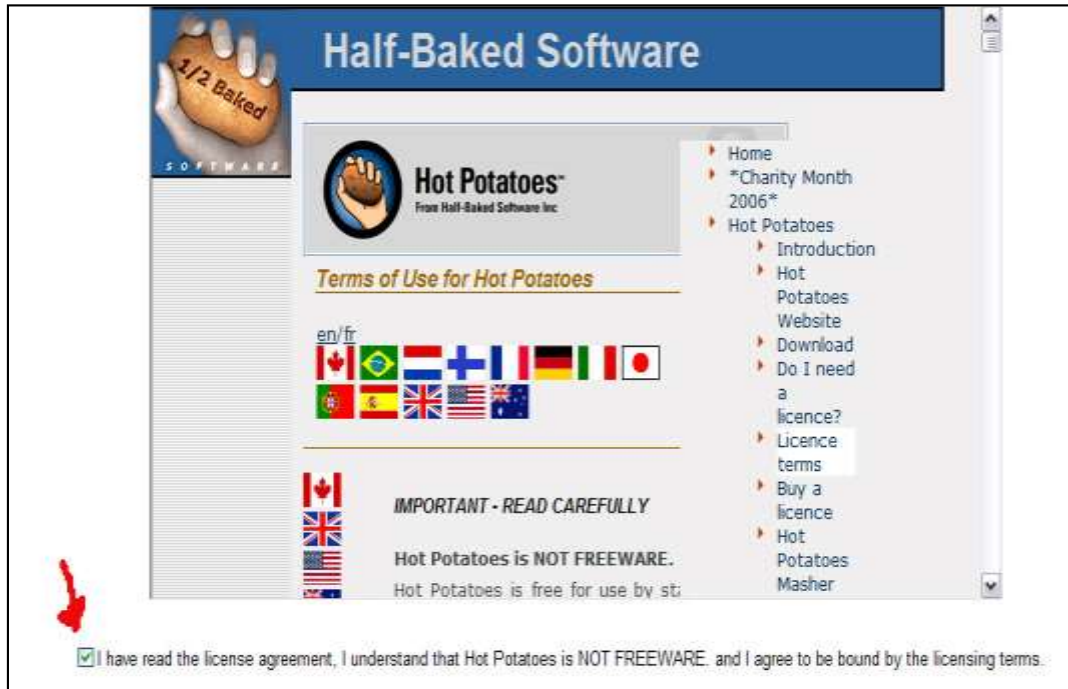 Half-Baked Software
1/2 Baked
SOFTWARE
Hot Potatoes™
From Half-Baked Software Inc
Terms of Use for Hot Potatoes
en/fr
IMPORTANT - READ CAREFULLY
Hot Potatoes is NOT FREEWARE.
Hot Potatoes is free for use by
Home
*Charity Month
2006*
Hot Potatoes
Introduction
Hot
Potatoes
Website
Download
Do I need
a
licence?
Licence
terms
Buy a
licence
Hot
Potatoes
Masher
I have read the license agreement, I understand that Hot Potatoes is NOT FREEWARE. and I agree to be bound by the licensing terms.